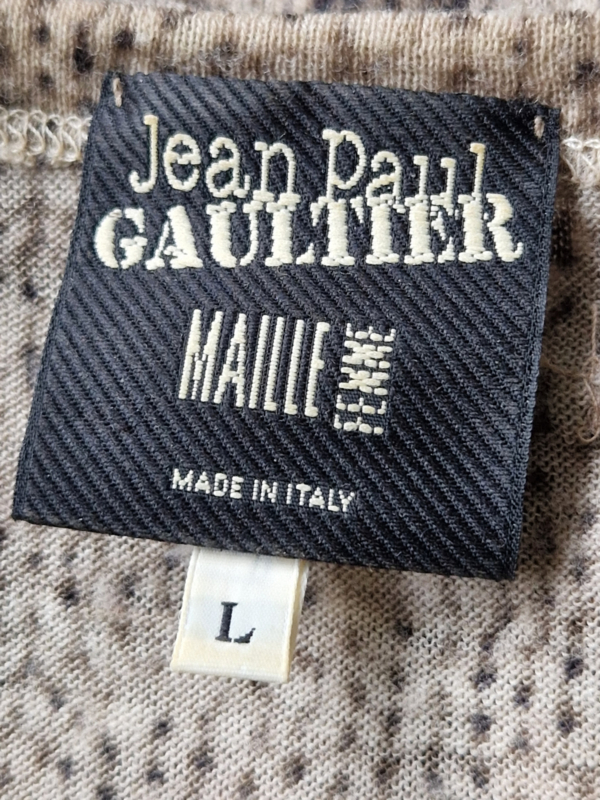 Jean Paul
GAULTIER
MAILLE
FEMME
MADE IN ITALY
L